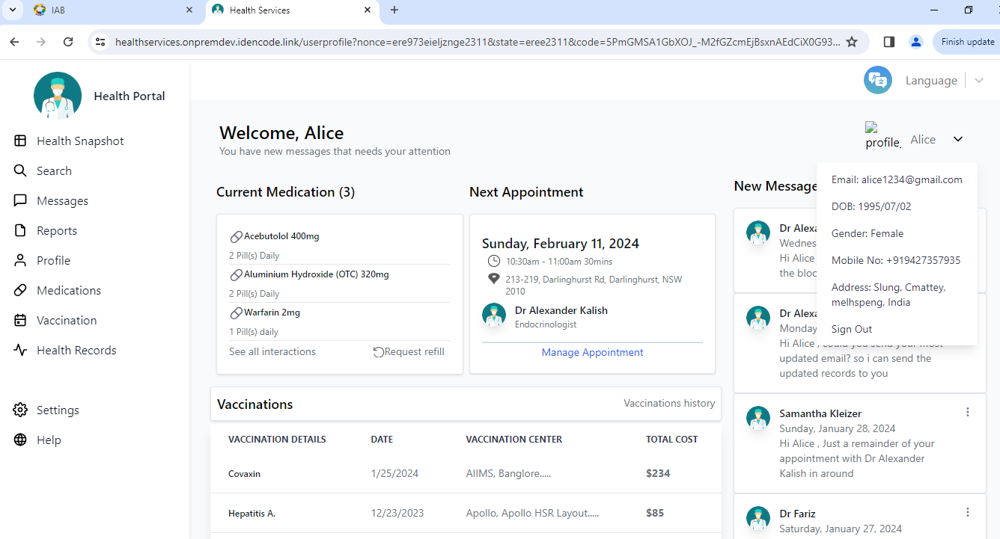 IAB
Health Services
healthservices.onpremdev.idencode.link/userprofile?nonce=ere973eieljznge2311&state=eree2311&code=5PmGMSA1GbXOJ_-M2fGZcmEjBsxnAEdCiX0G93...
Finish update
Health Portal
Language
Health Snapshot
Search
Messages
Reports
Profile
Medications
Vaccination
Health Records
Settings
Help
Welcome, Alice
You have new messages that needs your attention
profile_
Alice
Email: alice1234@gmail.com
DOB: 1995/07/02
Gender: Female
Mobile No: +919427357935
Address: Slung, Cmattey,
melhspeng, India
Sign Out
Current Medication (3)
Acebutolol 400mg
2 Pill(s) Daily
Aluminium Hydroxide (OTC) 320mg
2 Pill(s) Daily
Warfarin 2mg
1 Pill(s) daily
See all interactions
Request refill
Next Appointment
Sunday, February 11, 2024
10:30am - 11:00am 30mins
213-219, Darlinghurst Rd, Darlinghurst, NSW
2010
Dr Alexander Kalish
Endocrinologist
Manage Appointment
New Message
Dr Alexa
Wednes
Hi Alice
the bloo
Dr Alexa
Monday
Hi Alice , could you send your most
updated email? so i can send the
updated records to you
Samantha Kleizer
Sunday, January 28, 2024
Hi Alice , Just a remainder of your
appointment with Dr Alexander
Kalish in around
Dr Fariz
Saturday, January 27, 2024
Vaccinations
Vaccinations history
VACCINATION DETAILS DATE VACCINATION CENTER TOTAL COST
Covaxin 1/25/2024 AIIMS, Banglore..... $234
Hepatitis A. 12/23/2023 Apollo, Apollo HSR Layout..... $85